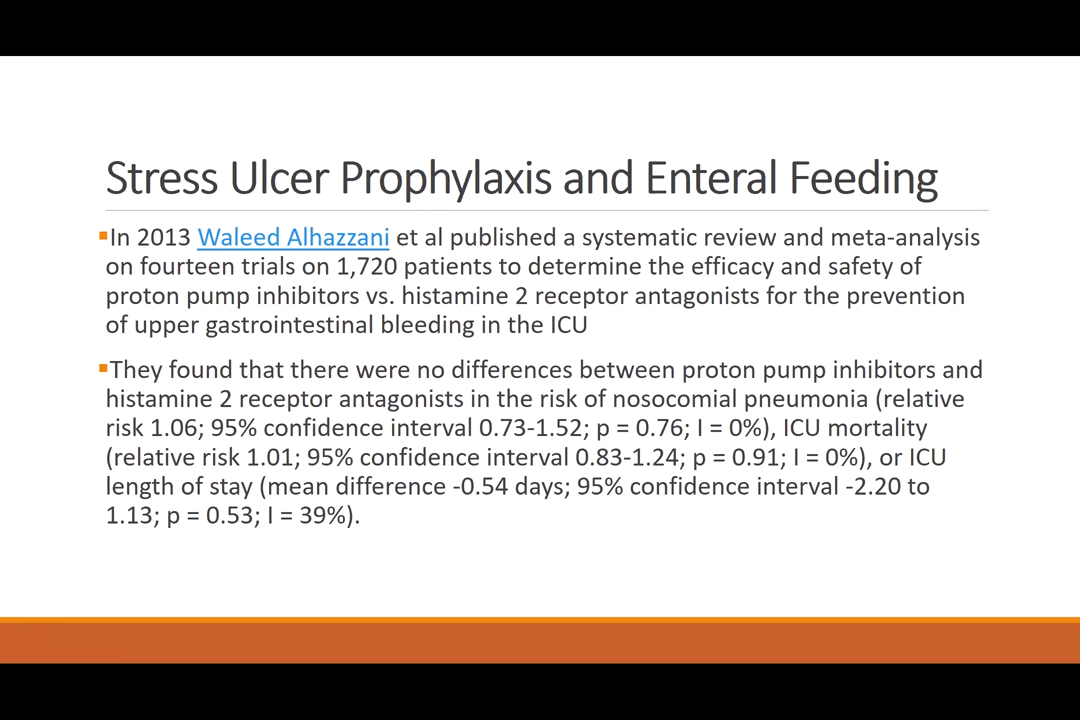 Stress Ulcer Prophylaxis and Enteral Feeding
▪In 2013 Waleed Alhazzani et al published a systematic review and meta-analysis
on fourteen trials on 1,720 patients to determine the efficacy and safety of
proton pump inhibitors vs. histamine 2 receptor antagonists for the prevention
of upper gastrointestinal bleeding in the ICU
▪They found that there were no differences between proton pump inhibitors and
histamine 2 receptor antagonists in the risk of nosocomial pneumonia (relative
risk 1.06; 95% confidence interval 0.73-1.52; p = 0.76; I = 0%), ICU mortality
(relative risk 1.01; 95% confidence interval 0.83-1.24; p = 0.91; I = 0%), or ICU
length of stay (mean difference -0.54 days; 95% confidence interval -2.20 to
1.13; p = 0.53; I = 39%).